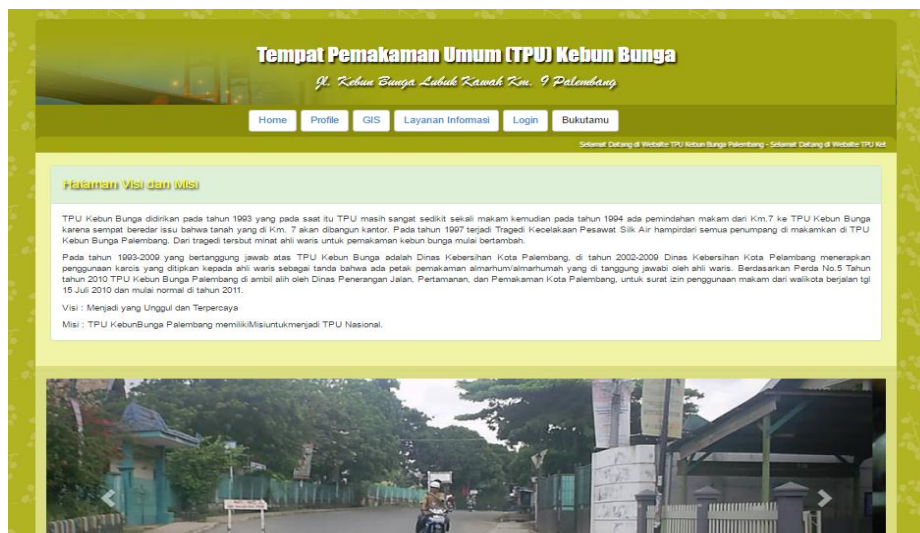 Tempat Pemakaman Umum (TPU) Kebun Bunga
Jl. Kebun Bunga Lubuk Kawah Km. 9 Palembang
Home Profile GIS Layanan Informasi Login Bukutamu
Selamat Datang di Website TPU Kebun Bunga Palembang - Selamat Datang di Website TPU Ket
Halaman Visi dan Misi
TPU Kebun Bunga didirikan pada tahun 1993 yang pada saat itu TPU masih sangat sedikit sekali makam kemudian pada tahun 1994 ada pemindahan makam dari Km.7 ke TPU Kebun Bunga
karena sempat beredar issu bahwa tanah yang di Km. 7 akan dibangun kantor. Pada tahun 1997 terjadi Tragedi Kecelakaan Pesawat Silk Air hampirdari semua penumpang di makamkan di TPU
Kebun Bunga Palembang. Dari tragedi tersbut minat ahli waris untuk pemakaman kebun bunga mulai bertambah.
Pada tahun 1993-2009 yang bertanggung jawab atas TPU Kebun Bunga adalah Dinas Kebersihan Kota Palembang, di tahun 2002-2009 Dinas Kebersihan Kota Pelambang menerapkan
penggunaan karcis yang ditipkan kepada ahli waris sebagai tanda bahwa ada petak pemakaman almarhum/almarhumah yang di tanggung jawabi oleh ahli waris. Berdasarkan Perda No.5 Tahun
tahun 2010 TPU Kebun Bunga Palembang di ambil alih oleh Dinas Penerangan Jalan, Pertamanan, dan Pemakaman Kota Palembang, untuk surat izin penggunaan makam dari walikota berjalan tgl
15 Juli 2010 dan mulai normal di tahun 2011.
Visi : Menjadi yang Unggul dan Terpercaya
Misi : TPU KebunBunga Palembang memilikiMisiuntukmenjadi TPU Nasional.